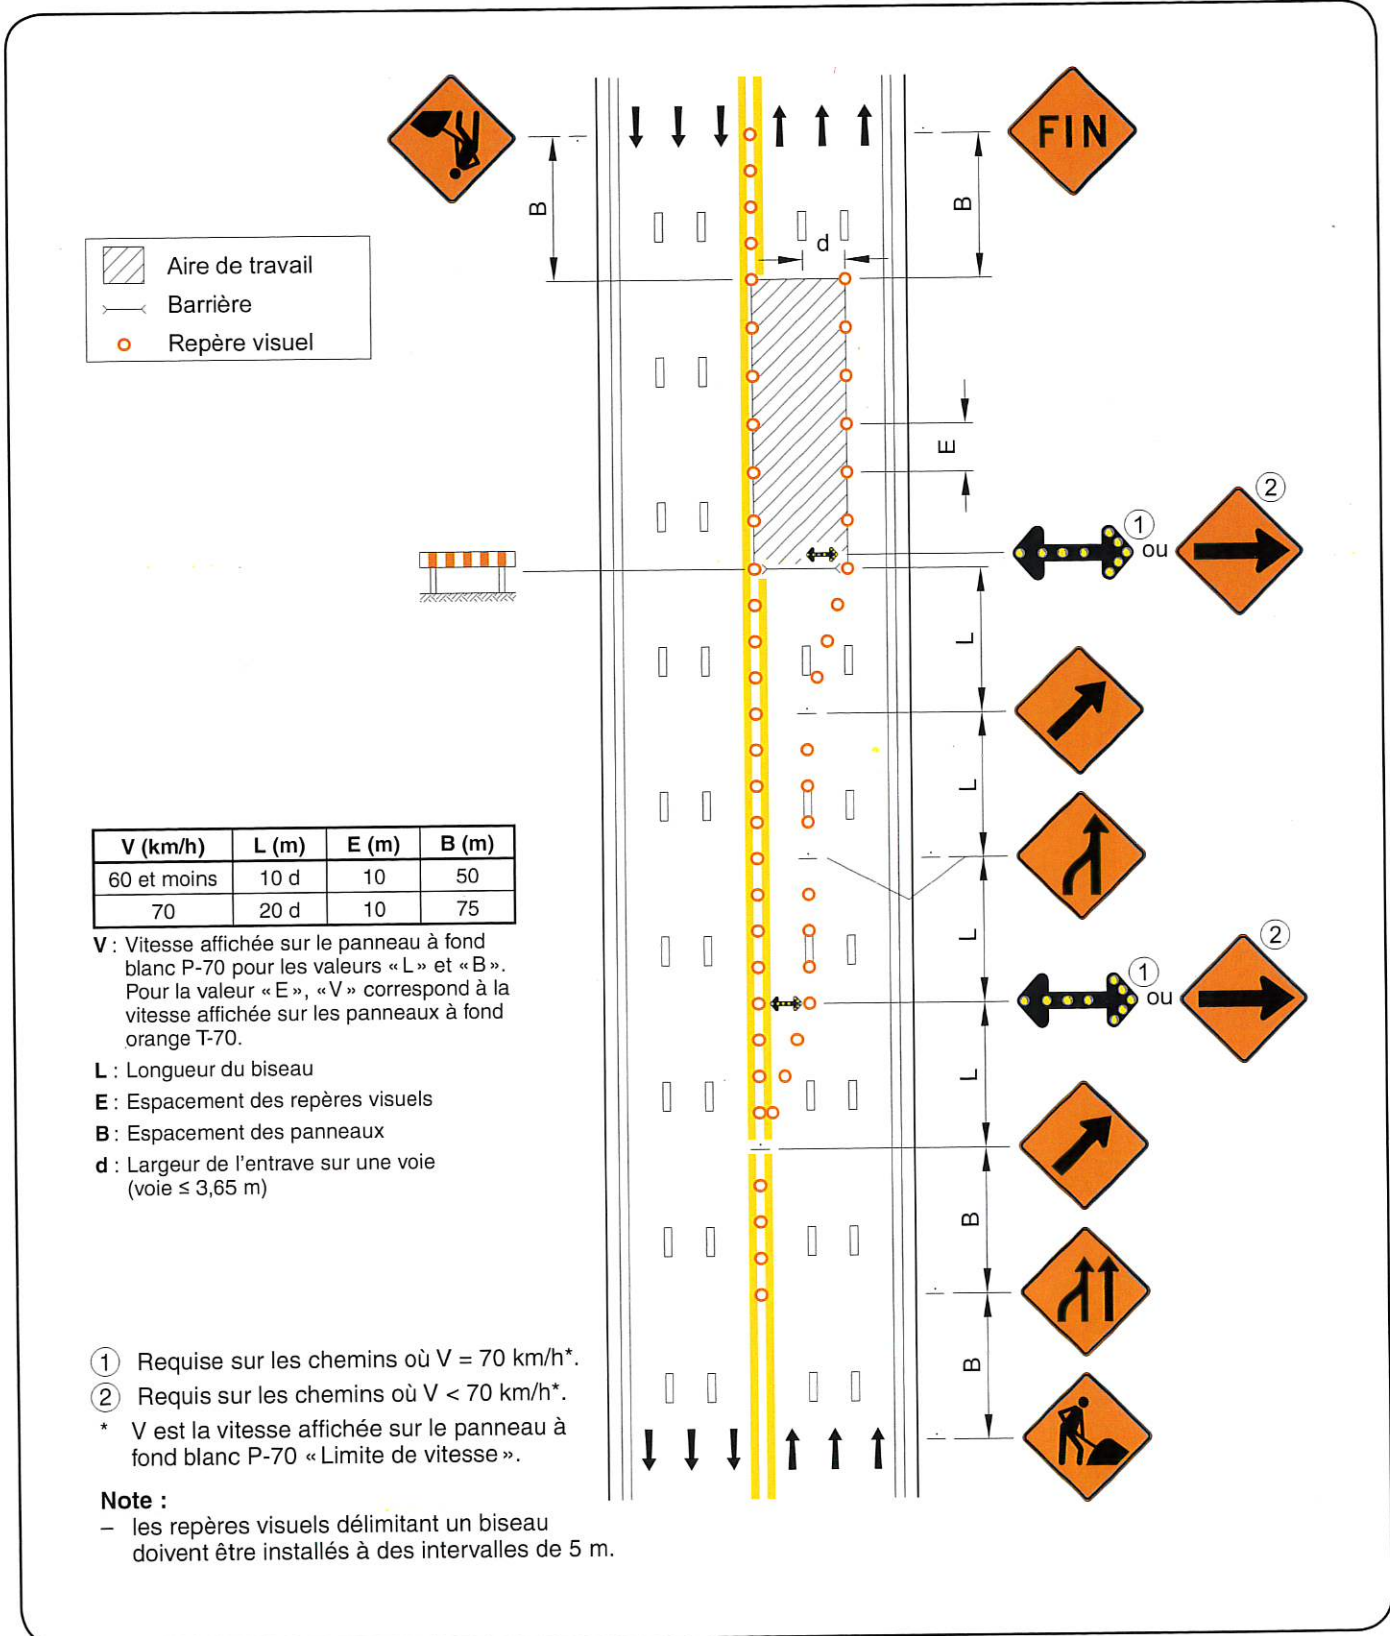 FIN
B
B
d
Aire de travail
Barrière
Repère visuel
E
1
ou
2
L
L
V (km/h) L (m) E (m) B (m)
60 et moins 10 d 10 50
70 20 d 10 75
V : Vitesse affichée sur le panneau à fond
blanc P-70 pour les valeurs « L » et « B ».
Pour la valeur « E », « V » correspond à la
vitesse affichée sur les panneaux à fond
orange T-70.
L : Longueur du biseau
E : Espacement des repères visuels
B : Espacement des panneaux
d : Largeur de l'entrave sur une voie
(voie ≤ 3,65 m)
L
1
ou
2
L
B
B
1 Requise sur les chemins où V = 70 km/h*.
2 Requis sur les chemins où V < 70 km/h*.
* V est la vitesse affichée sur le panneau à
fond blanc P-70 « Limite de vitesse ».
Note :
– les repères visuels délimitant un biseau
doivent être installés à des intervalles de 5 m.